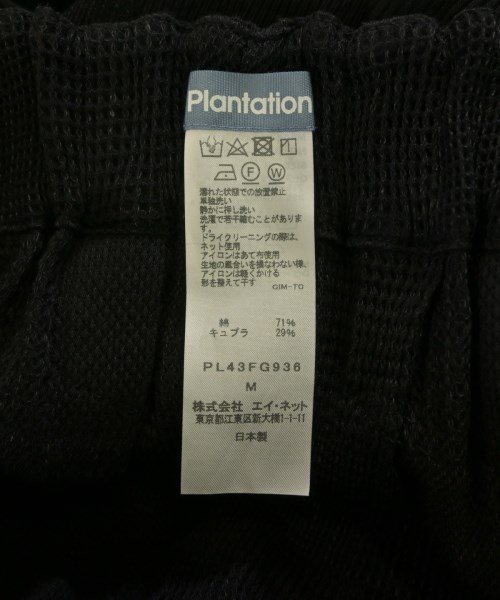 Plantation
濡れた状態での放置禁止
単独洗い
静かに押し洗い
洗濯で若干縮むことがありま
す。
ドライクリーニングの際は、
ネット使用
アイロンはあて布使用
生地の風合いを損なわない様、
アイロンは軽くかける
形を整えて干す
GIM-TO
綿 71%
キュプラ 29%
PL43FG936
M
株式会社 エイ・ネット
東京都江東区新大橋1-1-11
日本製